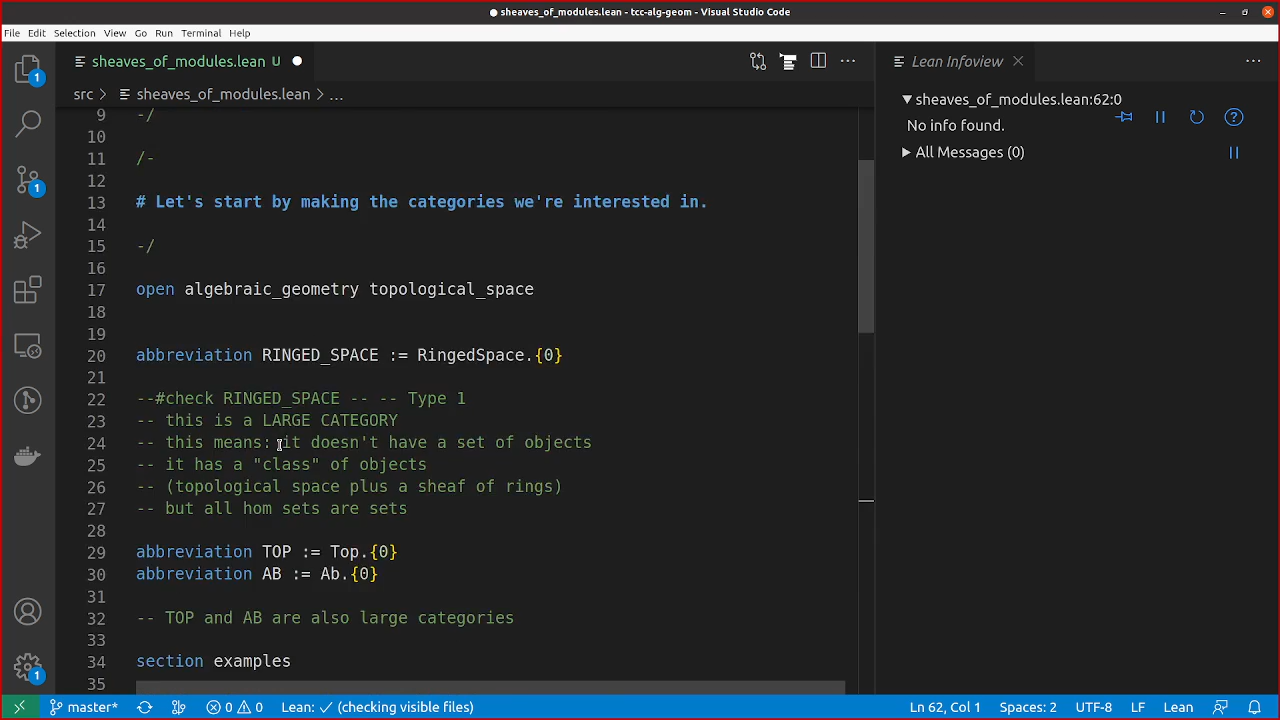 ● sheaves_of_modules.lean - tcc-alg-geom - Visual Studio Code
File Edit Selection View Go Run Terminal Help
sheaves_of_modules.lean U ●
Lean Infoview
src > sheaves_of_modules.lean > ...
sheaves_of_modules.lean:62:0
No info found.
All Messages (0)
1
1
1
9 -/
10
11 /-
12
13 # Let's start by making the categories we're interested in.
14
15 -/
16
17 open algebraic_geometry topological_space
18
19
20 abbreviation RINGED_SPACE := RingedSpace.{0}
21
22 --#check RINGED_SPACE -- -- Type 1
23 -- this is a LARGE CATEGORY
24 -- this means: it doesn't have a set of objects
25 -- it has a "class" of objects
26 -- (topological space plus a sheaf of rings)
27 -- but all hom sets are sets
28
29 abbreviation TOP := Top.{0}
30 abbreviation AB := Ab.{0}
31
32 -- TOP and AB are also large categories
33
34 section examples
35
master* 0 0 Lean: ✓ (checking visible files) Ln 62, Col 1 Spaces: 2 UTF-8 LF Lean